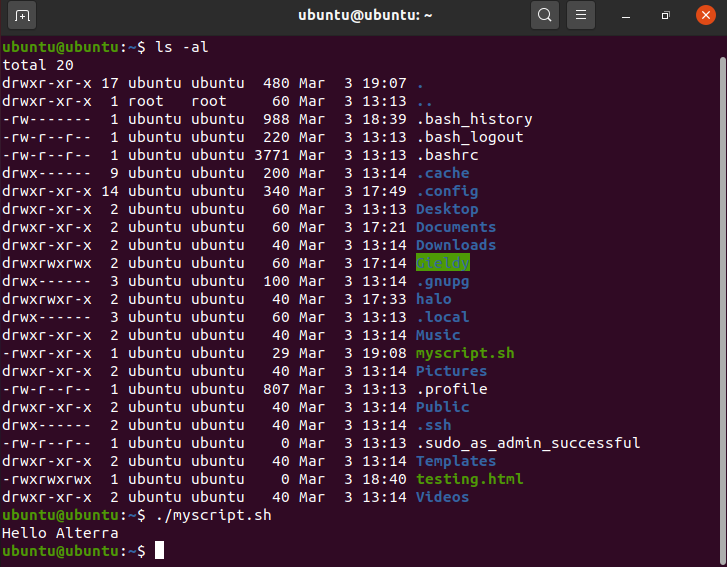 ubuntu@ubuntu: ~
ubuntu@ubuntu:~$ ls -al
total 20
drwxr-xr-x 17 ubuntu ubuntu  480 Mar  3 19:07 .
drwxr-xr-x  1 root   root     60 Mar  3 13:13 ..
-rw-------  1 ubuntu ubuntu  988 Mar  3 18:39 .bash_history
-rw-r--r--  1 ubuntu ubuntu  220 Mar  3 13:13 .bash_logout
-rw-r--r--  1 ubuntu ubuntu 3771 Mar  3 13:13 .bashrc
drwx------  9 ubuntu ubuntu  200 Mar  3 13:14 .cache
drwxr-xr-x 14 ubuntu ubuntu  340 Mar  3 17:49 .config
drwxr-xr-x  2 ubuntu ubuntu   60 Mar  3 13:13 Desktop
drwxr-xr-x  2 ubuntu ubuntu   60 Mar  3 17:21 Documents
drwxr-xr-x  2 ubuntu ubuntu   40 Mar  3 13:14 Downloads
drwxrwxrwx  2 ubuntu ubuntu   60 Mar  3 17:14 Gieldy
drwx------  3 ubuntu ubuntu  100 Mar  3 13:14 .gnupg
drwxrwxr-x  2 ubuntu ubuntu   40 Mar  3 17:33 halo
drwx------  3 ubuntu ubuntu   60 Mar  3 13:13 .local
drwxr-xr-x  2 ubuntu ubuntu   40 Mar  3 13:14 Music
-rwxr-xr-x  1 ubuntu ubuntu   29 Mar  3 19:08 myscript.sh
drwxr-xr-x  2 ubuntu ubuntu   40 Mar  3 13:14 Pictures
-rw-r--r--  1 ubuntu ubuntu  807 Mar  3 13:13 .profile
drwxr-xr-x  2 ubuntu ubuntu   40 Mar  3 13:14 Public
drwx------  2 ubuntu ubuntu   40 Mar  3 13:14 .ssh
-rw-r--r--  1 ubuntu ubuntu    0 Mar  3 13:13 .sudo_as_admin_successful
drwxr-xr-x  2 ubuntu ubuntu   40 Mar  3 13:14 Templates
-rwxrwxrwx  1 ubuntu ubuntu    0 Mar  3 18:40 testing.html
drwxr-xr-x  2 ubuntu ubuntu   40 Mar  3 13:14 Videos
ubuntu@ubuntu:~$ ./myscript.sh
Hello Alterra
ubuntu@ubuntu:~$